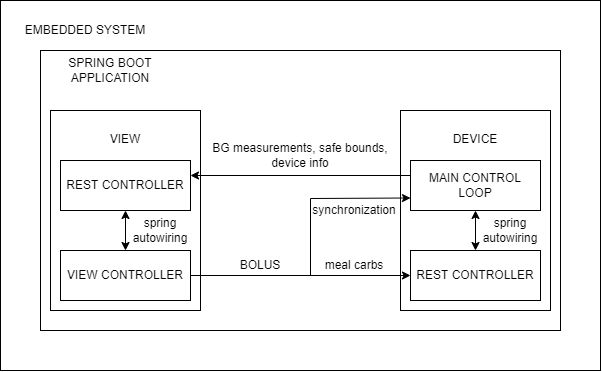 EMBEDDED SYSTEM
SPRING BOOT
APPLICATION
VIEW
DEVICE
BG measurements, safe bounds,
device info
REST CONTROLLER
MAIN CONTROL
LOOP
synchronization
spring
autowiring
spring
autowiring
VIEW CONTROLLER
BOLUS
meal carbs
REST CONTROLLER